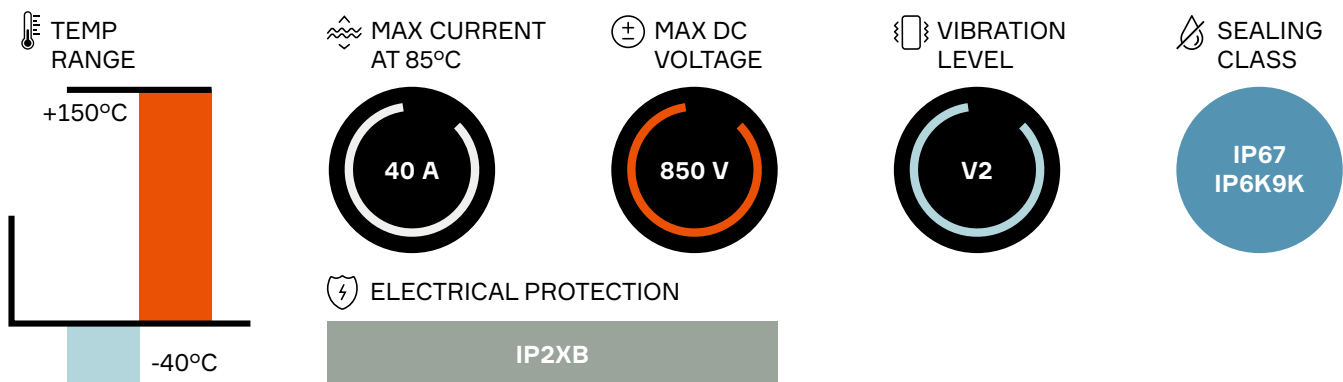 TEMP
RANGE
+150°C
-40°C
MAX CURRENT
AT 85°C
40 A
MAX DC
VOLTAGE
850 V
VIBRATION
LEVEL
V2
SEALING
CLASS
IP67
IP6K9K
ELECTRICAL PROTECTION
IP2XB